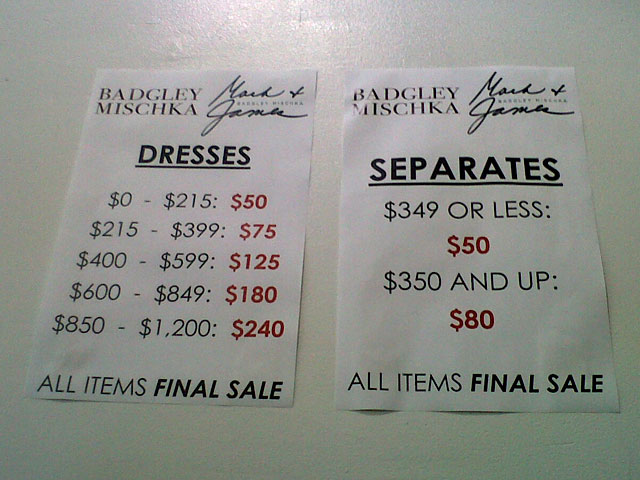 BADGLEY
MISCHKA
Mark +
James
BADGLEY MISCHKA
DRESSES
$0 - $215: $50
$215 - $399: $75
$400 - $599: $125
$600 - $849: $180
$850 - $1,200: $240
ALL ITEMS FINAL SALE
BADGLEY
MISCHKA
Mark +
James
BADGLEY MISCHKA
SEPARATES
$349 OR LESS:
$50
$350 AND UP:
$80
ALL ITEMS FINAL SALE